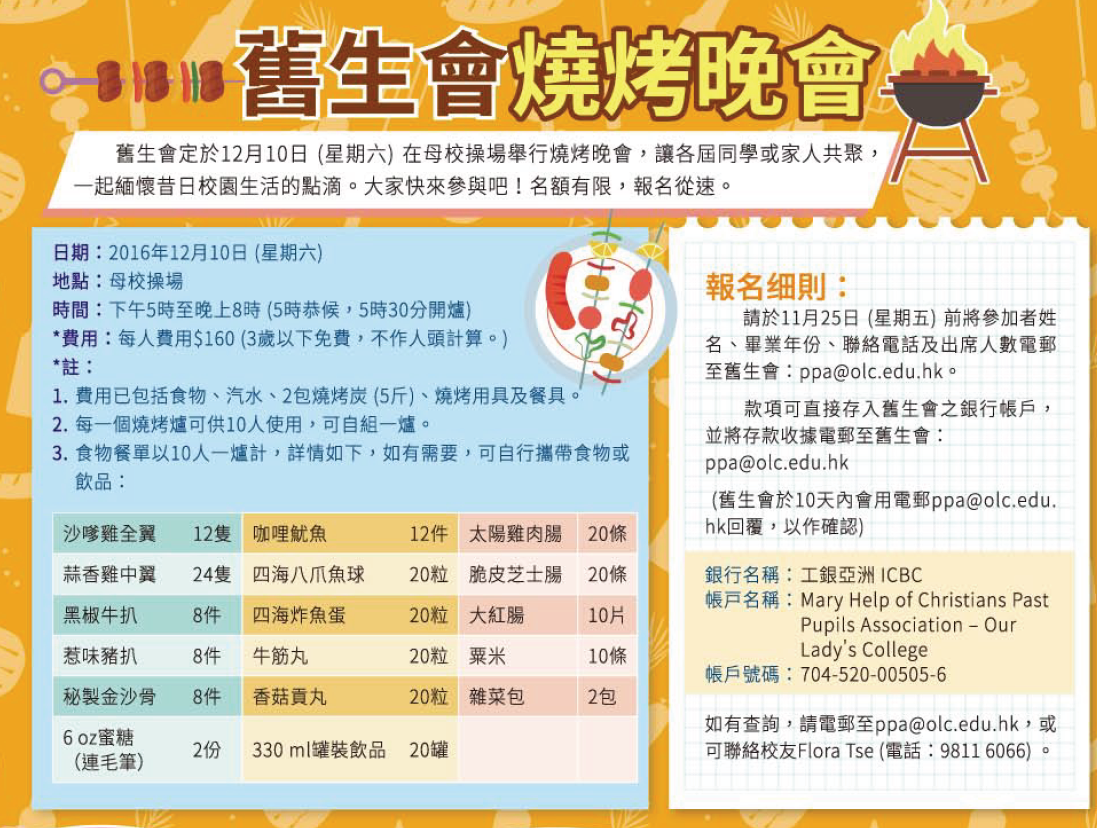 舊生會燒烤晚會
舊生會定於12月10日 (星期六) 在母校操場舉行燒烤晚會，讓各屆同學或家人共聚，
一起緬懷昔日校園生活的點滴。大家快來參與吧！名額有限，報名從速。
日期：2016年12月10日 (星期六)
地點：母校操場
時間：下午5時至晚上8時 (5時恭候，5時30分開爐)
*費用：每人費用$160 (3歲以下免費，不作人頭計算。)
*註：
1. 費用已包括食物、汽水、2包燒烤炭 (5斤)、燒烤用具及餐具。
2. 每一個燒烤爐可供10人使用，可自組一爐。
3. 食物餐單以10人一爐計，詳情如下，如有需要，可自行攜帶食物或
飲品：
沙嗲雞全翼 12隻 咖哩魷魚 12件 太陽雞肉腸 20條
蒜香雞中翼 24隻 四海八爪魚球 20粒 脆皮芝士腸 20條
黑椒牛扒 8件 四海炸魚蛋 20粒 大紅腸 10片
惹味豬扒 8件 牛筋丸 20粒 粟米 10條
秘製金沙骨 8件 香菇貢丸 20粒 雜菜包 2包
6 oz蜜糖
（連毛筆） 2份 330 ml罐裝飲品 20罐
報名细則：
請於11月25日 (星期五) 前將參加者姓
名、畢業年份、聯絡電話及出席人數電郵
至舊生會：ppa@olc.edu.hk。
款項可直接存入舊生會之銀行帳戶，
並將存款收據電郵至舊生會：
ppa@olc.edu.hk
(舊生會於10天內會用電郵ppa@olc.edu.
hk回覆，以作確認)
銀行名稱：工銀亞洲 ICBC
帳戶名稱：Mary Help of Christians Past
Pupils Association – Our
Lady's College
帳戶號碼：704-520-00505-6
如有查詢，請電郵至ppa@olc.edu.hk，或
可聯絡校友Flora Tse (電話：9811 6066) 。